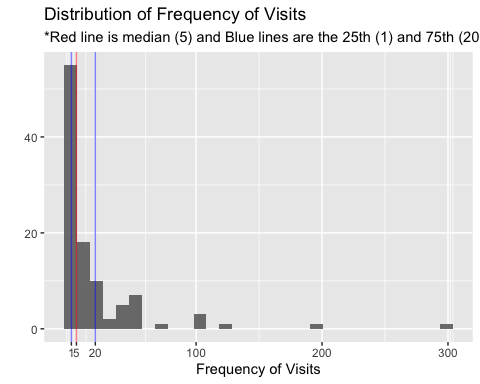 Distribution of Frequency of Visits
*Red line is median (5) and Blue lines are the 25th (1) and 75th (20
40
20
0
1 5 20 100 200 300
Frequency of Visits